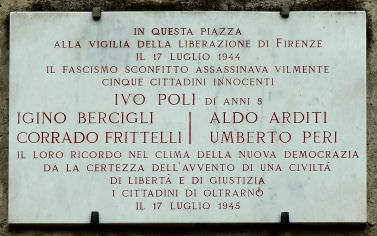 IN QUESTA PIAZZA
ALLA VIGILIA DELLA LIBERAZIONE DI FIRENZE
IL 17 LUGLIO 1944
IL FASCISMO SCONFITTO ASSASSINAVA VILMENTE
CINQUE CITTADINI INNOCENTI
IVO POLI DI ANNI 8
IGINO BERCIGLI ALDO ARDITI
CORRADO FRITTELLI UMBERTO PERI
IL LORO RICORDO NEL CLIMA DELLA NUOVA DEMOCRAZIA
DA LA CERTEZZA DELL'AVVENTO DI UNA CIVILTÀ
DI LIBERTÀ E DI GIUSTIZIA
I CITTADINI DI OLTRARNO
IL 17 LUGLIO 1945